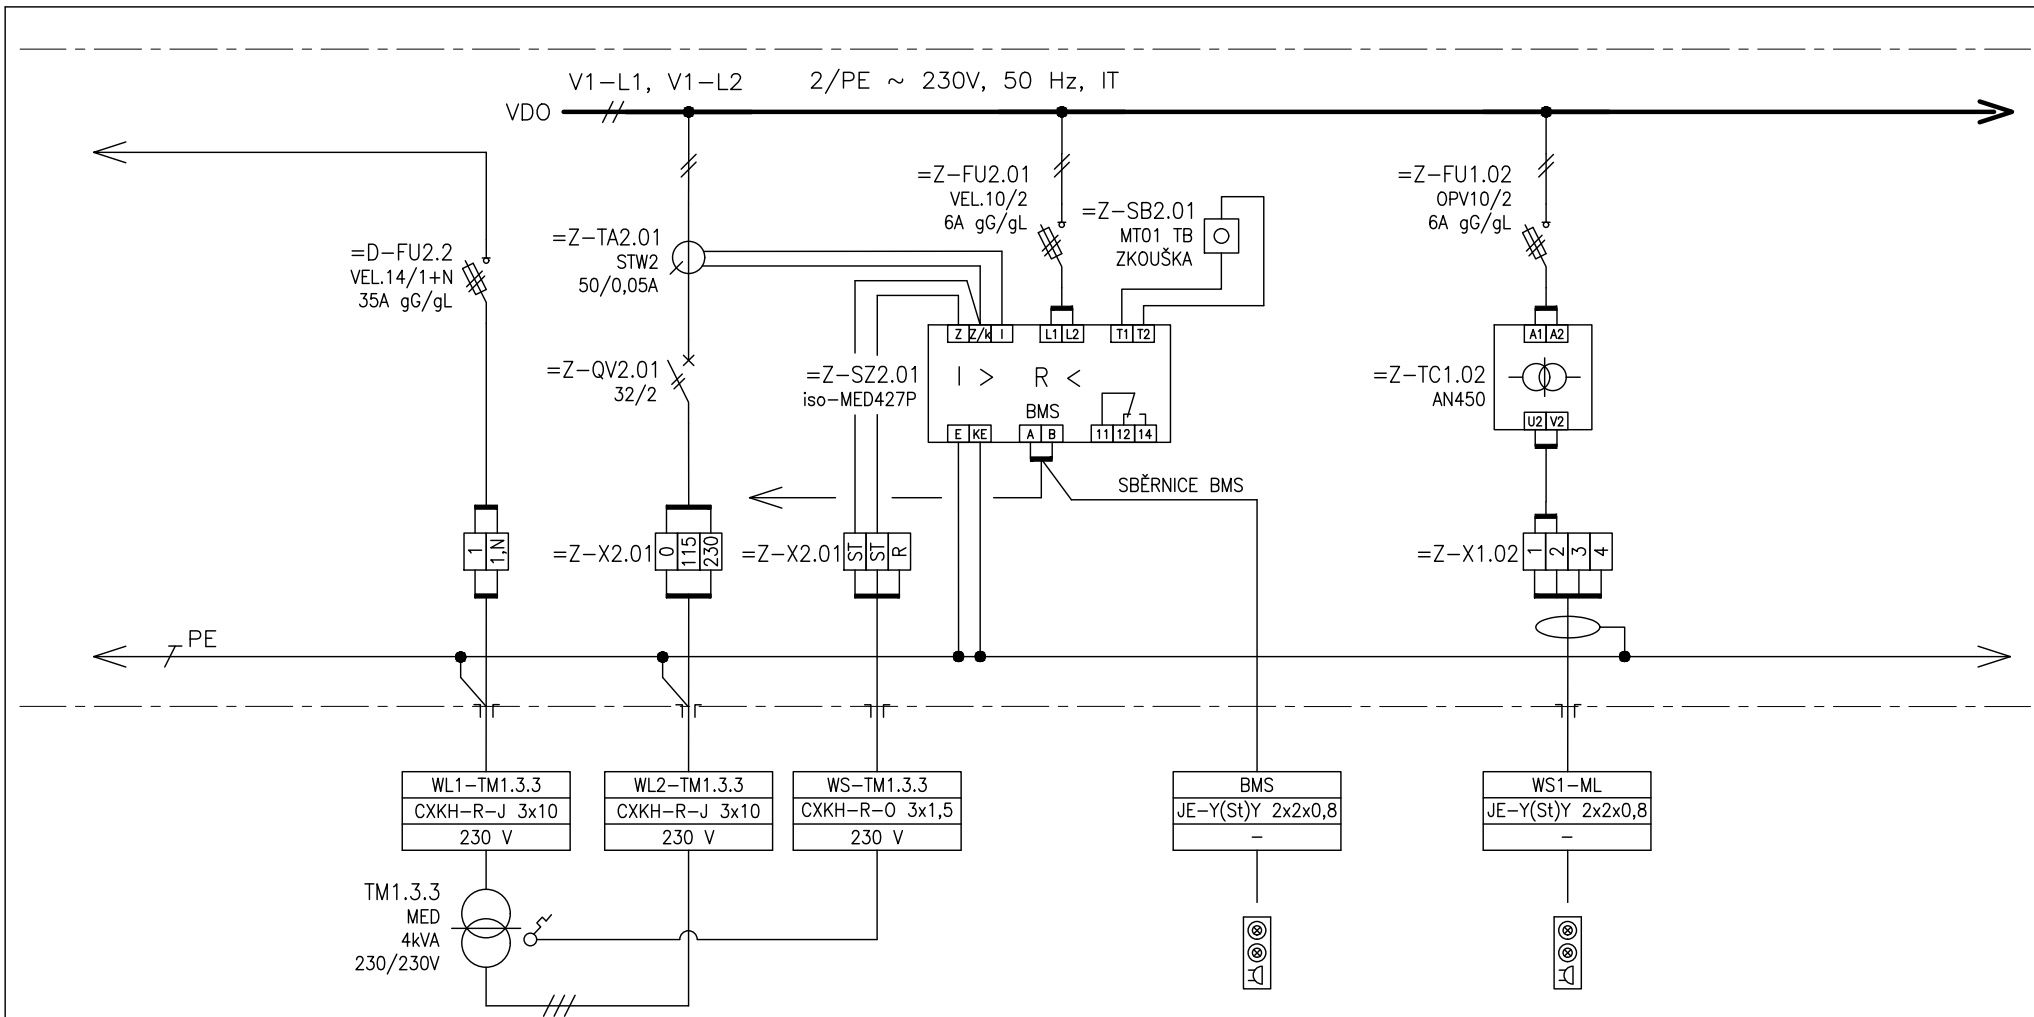 V1-L1, V1-L2 2/PE ~ 230V, 50 Hz, IT
VDO
=D-FU2.2
VEL.14/1+N
35A gG/gL
=Z-TA2.01
STW2
50/0,05A
=Z-QV2.01
32/2
=Z-FU2.01
VEL.10/2
6A gG/gL
=Z-SB2.01
MT01 TB
ZKOUŠKA
=Z-FU1.02
OPV10/2
6A gG/gL
=Z-SZ2.01
iso-MED427P
Z Z/k I L1 L2 T1 T2
I > R <
BMS
E KE A B 11 12 14
=Z-TC1.02
AN450
A1 A2
U2 V2
SBĚRNICE BMS
1 1,N
=Z-X2.01 0 115 230
=Z-X2.01 ST ST R
=Z-X1.02 1 2 3 4
PE
WL1-TM1.3.3
CXKH-R-J 3x10
230 V
WL2-TM1.3.3
CXKH-R-J 3x10
230 V
WS-TM1.3.3
CXKH-R-O 3x1,5
230 V
BMS
JE-Y(St)Y 2x2x0,8
-
WS1-ML
JE-Y(St)Y 2x2x0,8
-
TM1.3.3
MED
4kVA
230/230V